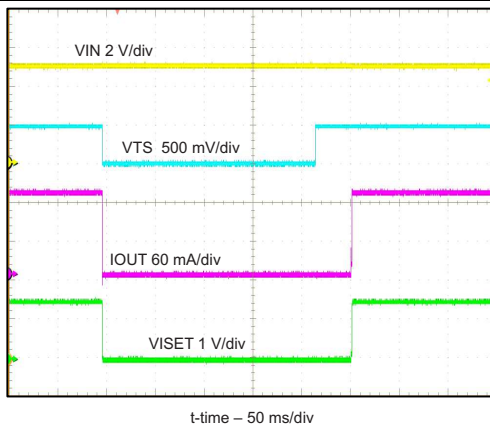 VIN 2 V/div
VTS 500 mV/div
IOUT 60 mA/div
VISET 1 V/div
t-time – 50 ms/div